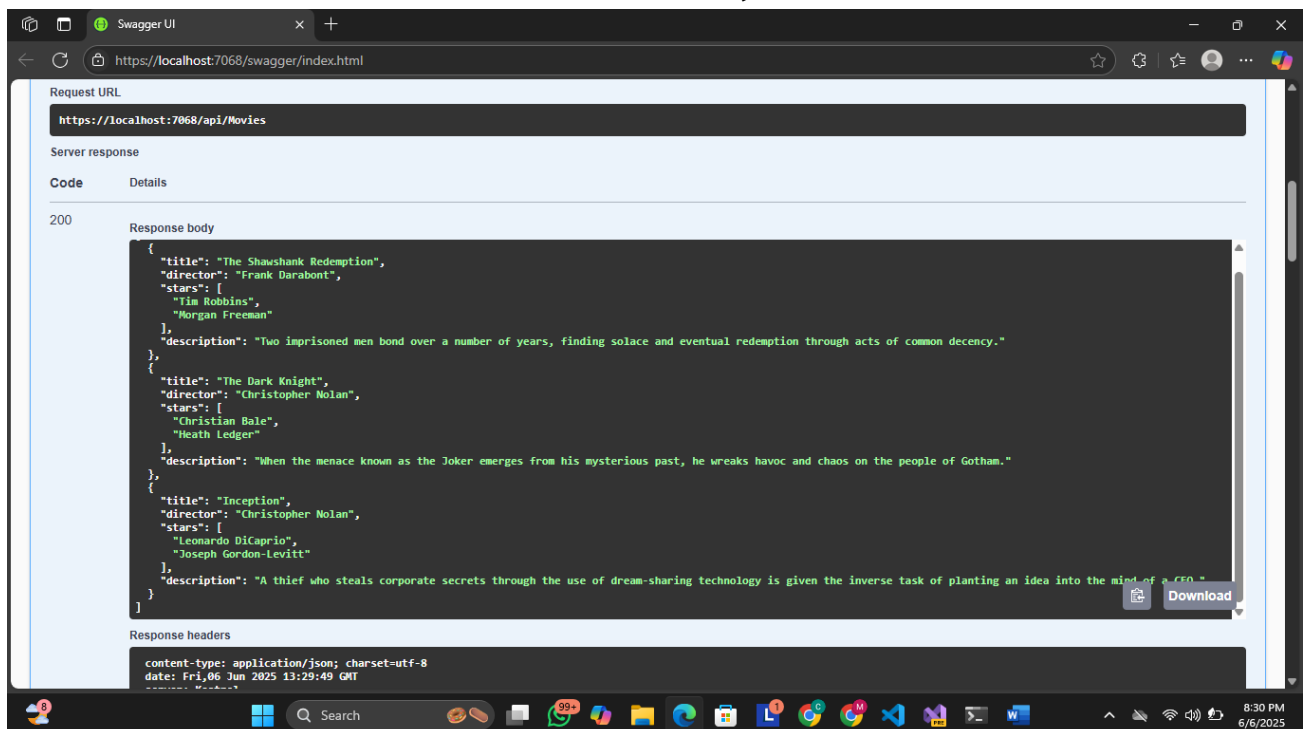 Swagger UI
https://localhost:7068/swagger/index.html
Request URL
https://localhost:7068/api/Movies
Server response
Code Details
200
Response body
{
"title": "The Shawshank Redemption",
"director": "Frank Darabont",
"stars": [
"Tim Robbins",
"Morgan Freeman"
],
"description": "Two imprisoned men bond over a number of years, finding solace and eventual redemption through acts of common decency."
},
{
"title": "The Dark Knight",
"director": "Christopher Nolan",
"stars": [
"Christian Bale",
"Heath Ledger"
],
"description": "When the menace known as the Joker emerges from his mysterious past, he wreaks havoc and chaos on the people of Gotham."
},
{
"title": "Inception",
"director": "Christopher Nolan",
"stars": [
"Leonardo DiCaprio",
"Joseph Gordon-Levitt"
],
"description": "A thief who steals corporate secrets through the use of dream-sharing technology is given the inverse task of planting an idea into the mind of a CEO."
}
]
Download
Response headers
content-type: application/json; charset=utf-8
date: Fri,06 Jun 2025 13:29:49 GMT
8
Search
99+
8:30 PM
6/6/2025